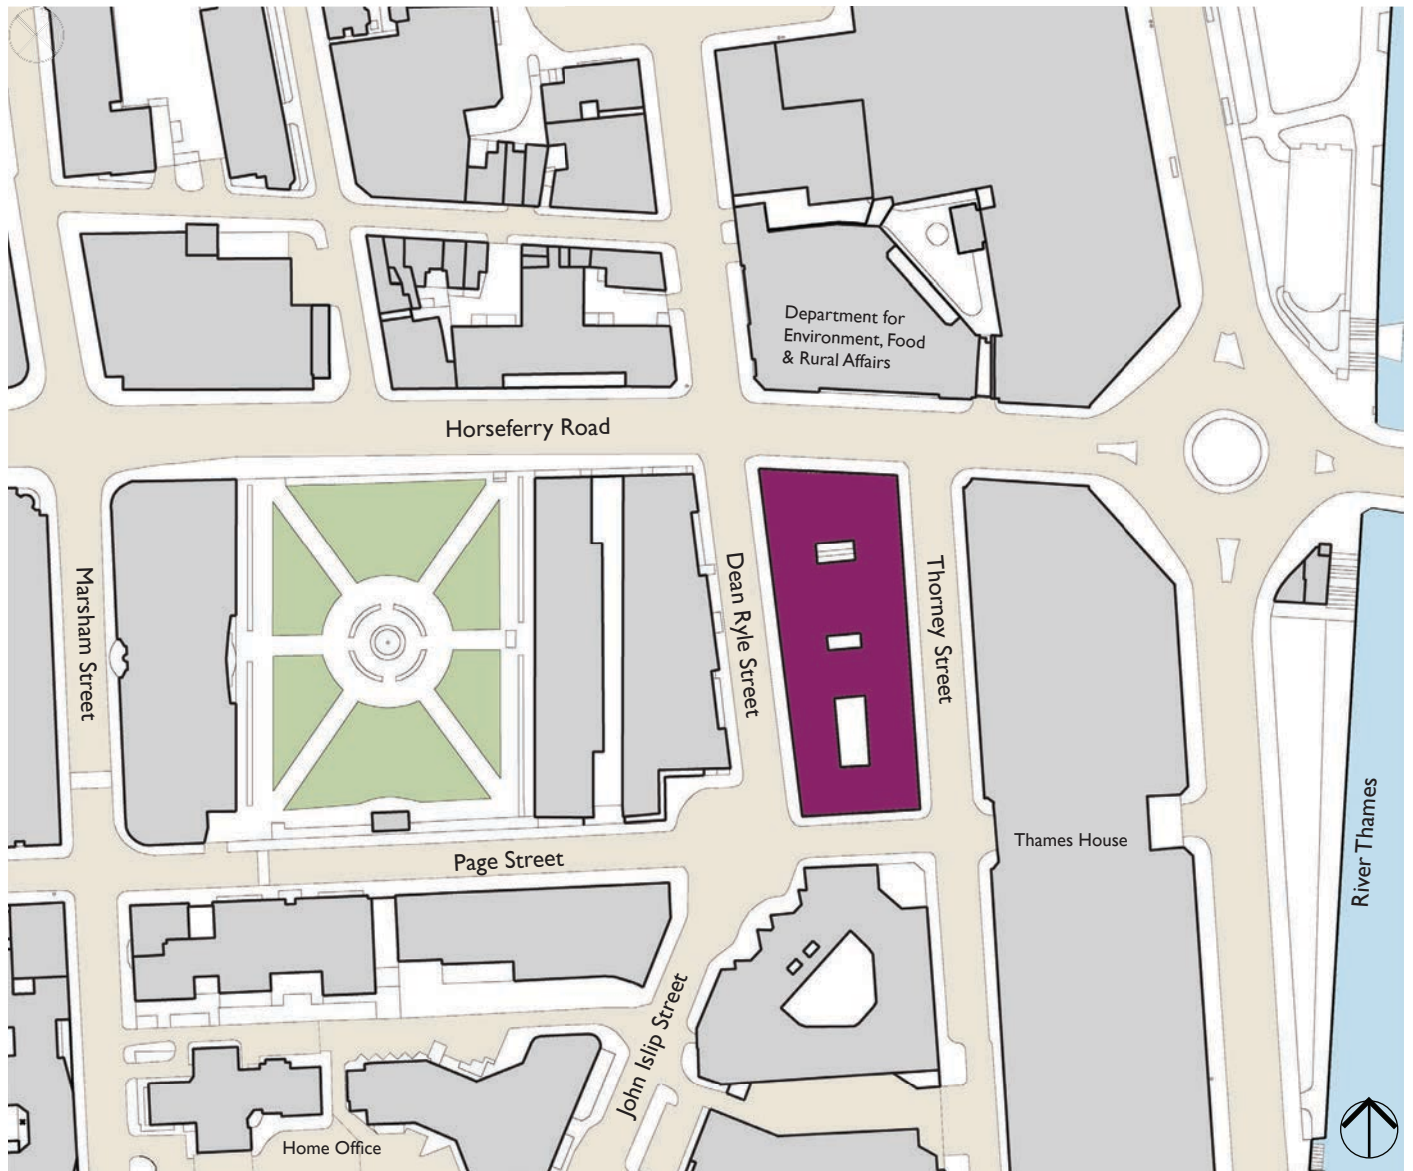 Department for
Environment, Food
& Rural Affairs
Horseferry Road
Marsham Street
Dean Ryle Street
Thorney Street
Thames House
River Thames
Page Street
John Islip Street
Home Office